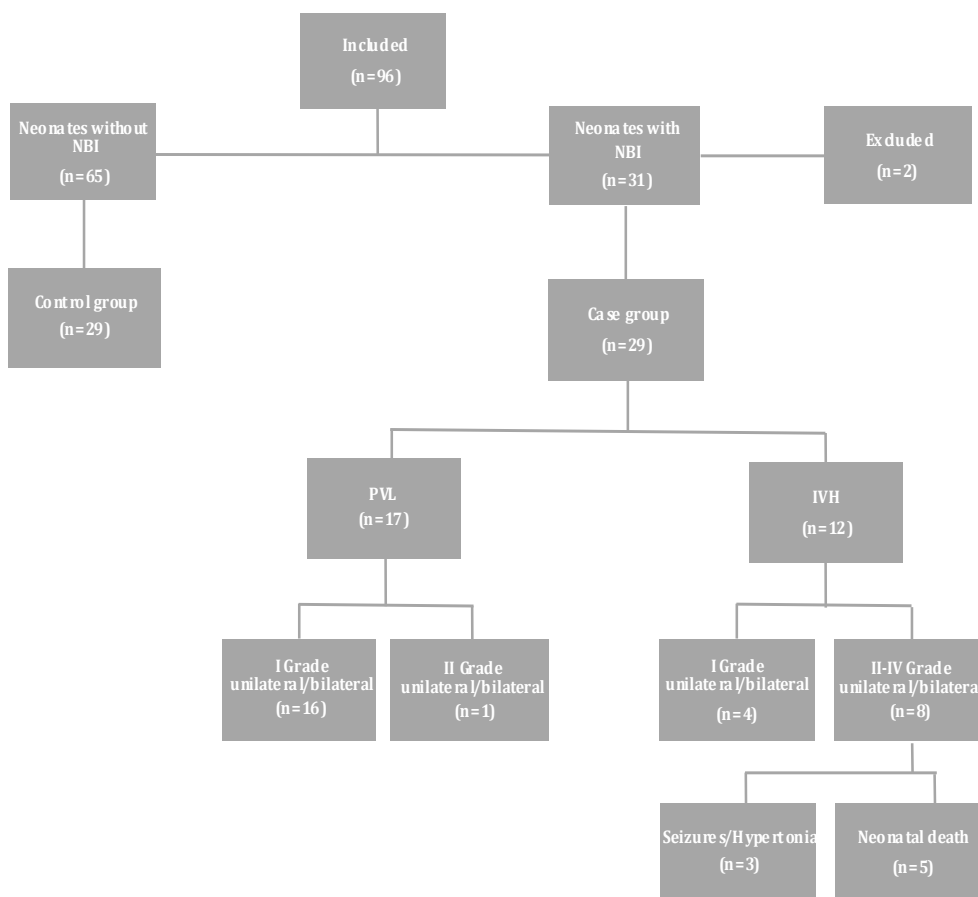 Included
(n=96)
Neonates without
NBI
(n=65)
Neonates with
NBI
(n=31)
Excluded
(n=2)
Control group
(n=29)
Case group
(n=29)
PVL
(n=17)
IVH
(n=12)
I Grade
unilateral/bilateral
(n=16)
II Grade
unilateral/bilateral
(n=1)
I Grade
unilateral/bilateral
(n=4)
II-IV Grade
unilateral/bilatera
(n=8)
Seizures/Hypertonia
(n=3)
Neonatal death
(n=5)